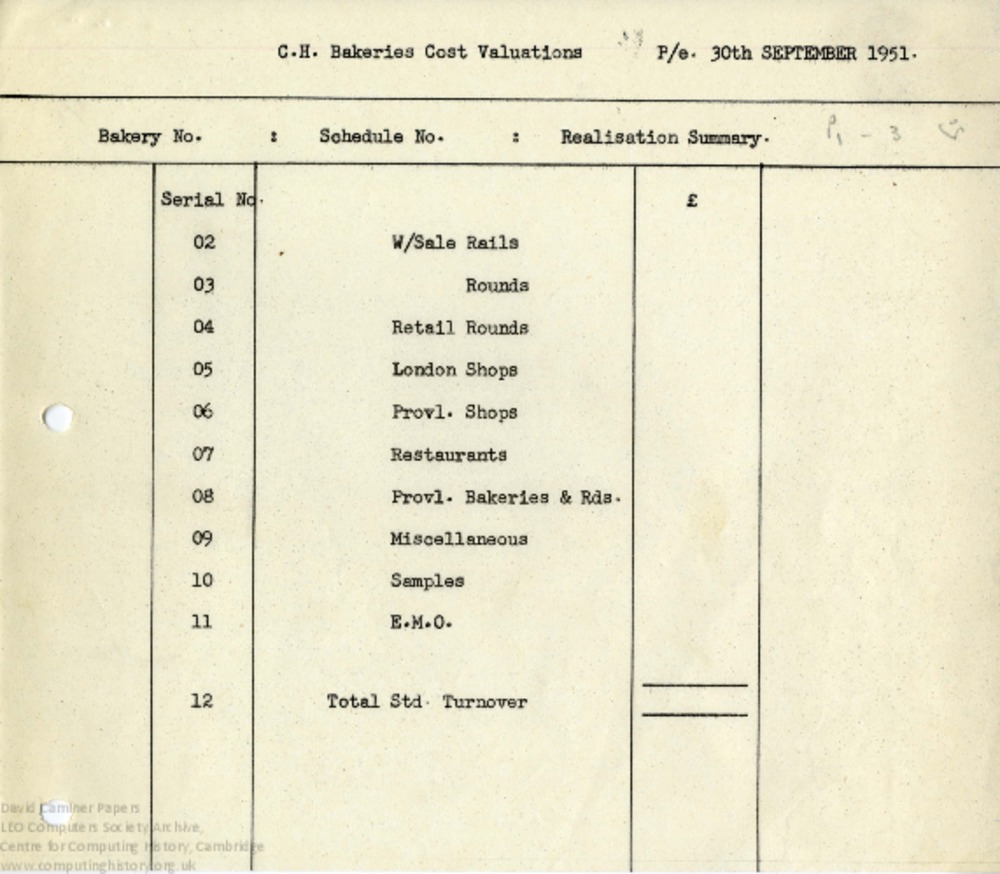 C.H. Bakeries Cost Valuations P/e. 30th SEPTEMBER 1951.
Bakery No. : Schedule No. : Realisation Summary. P1 - 3
Serial No. £
02 W/Sale Rails
03 Rounds
04 Retail Rounds
05 London Shops
06 Provl. Shops
07 Restaurants
08 Provl. Bakeries & Rds.
09 Miscellaneous
10 Samples
11 E.M.O.
12 Total Std. Turnover
David Caminer Papers
LEO Computers Society Archive,
Centre for Computing History, Cambridge
www.computinghistory.org.uk